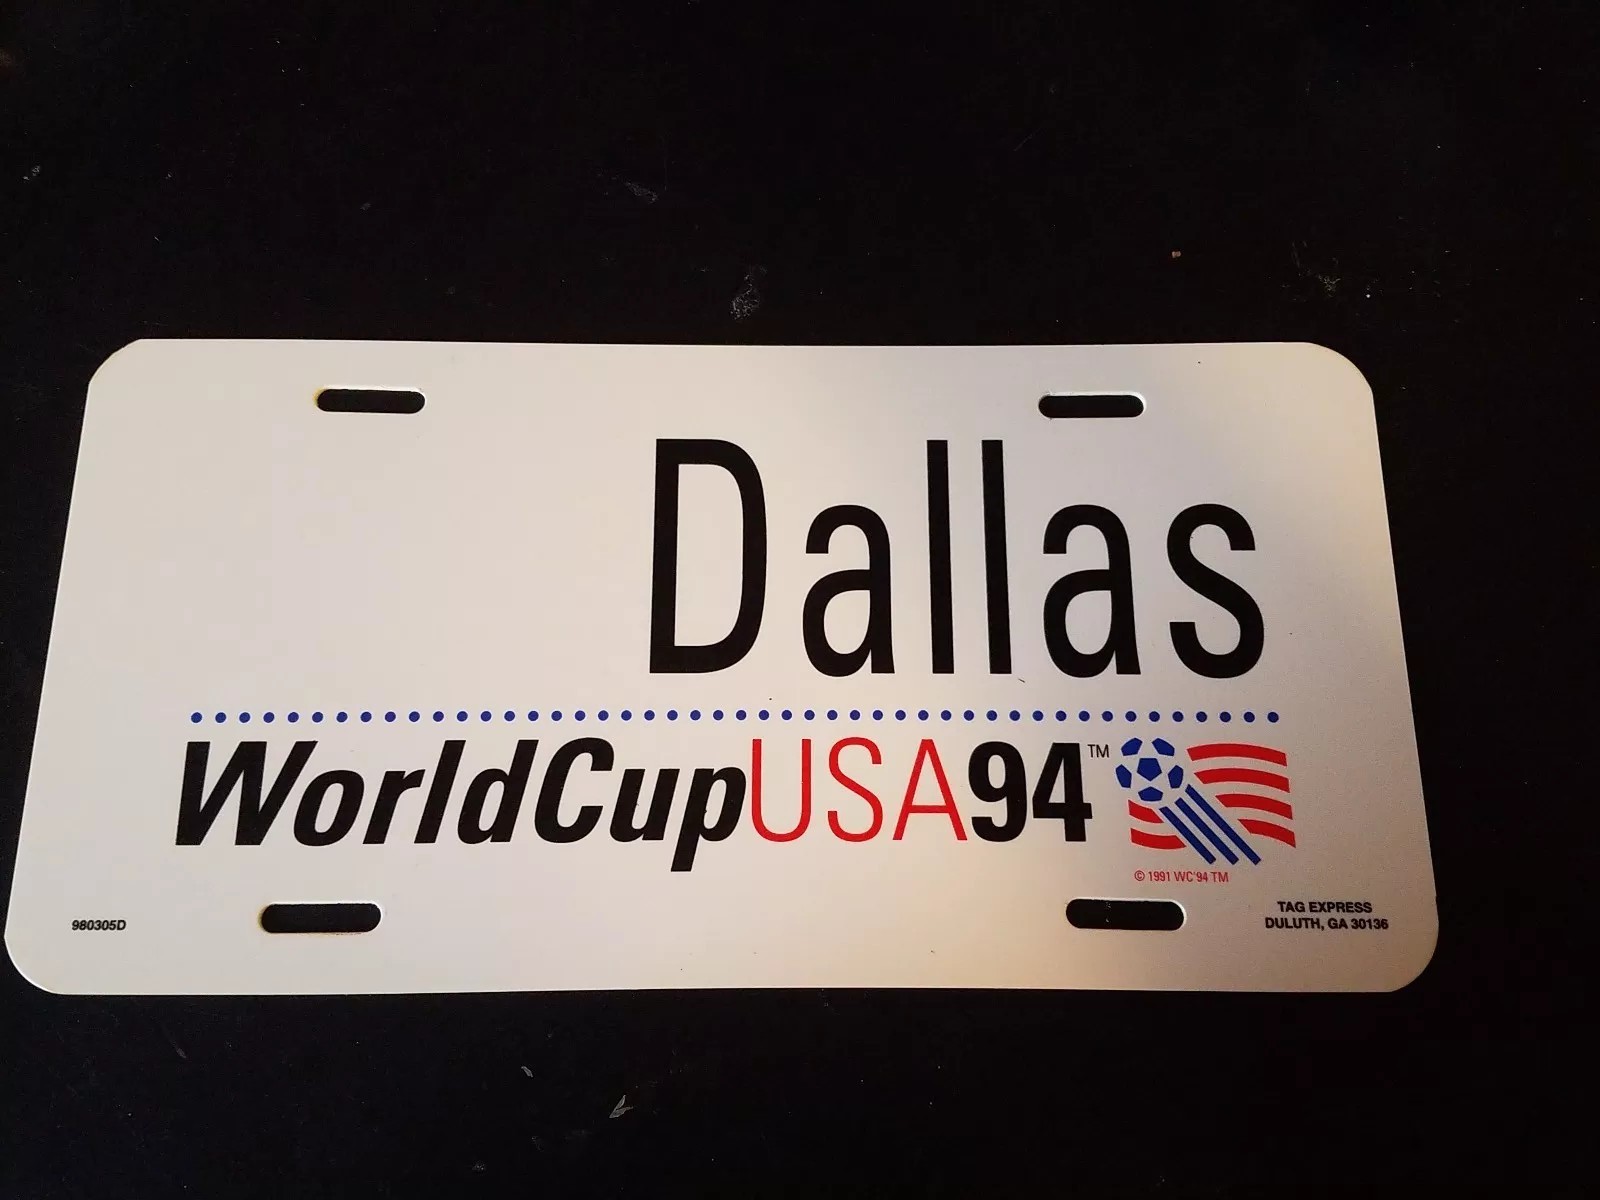 Dallas
WorldCupUSA94™
© 1991 WC'94 TM
980305D
TAG EXPRESS
DULUTH, GA 30136